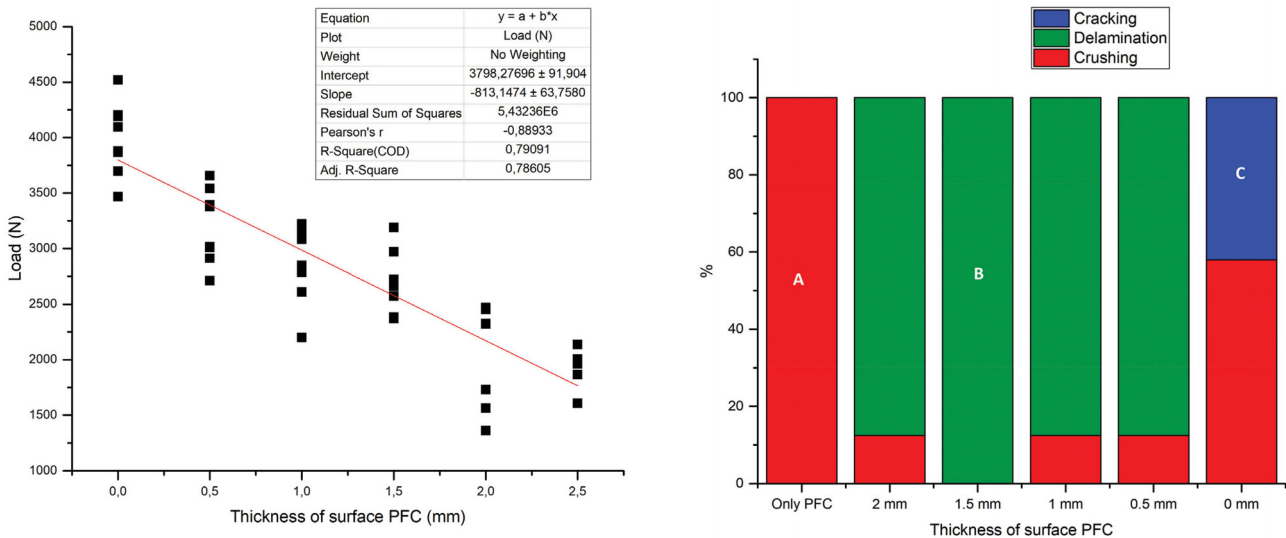 Equation y = a + b*x
Plot Load (N)
Weight No Weighting
Intercept 3798,27696 ± 91,904
Slope -813,1474 ± 63,7580
Residual Sum of Squares 5,43236E6
Pearson's r -0,88933
R-Square(COD) 0,79091
Adj. R-Square 0,78605
5000
4500
4000
3500
3000
2500
2000
1500
1000
Load (N)
0,0 0,5 1,0 1,5 2,0 2,5
Thickness of surface PFC (mm)
Cracking
Delamination
Crushing
100
80
60
40
20
0
%
A
B
C
Only PFC 2 mm 1.5 mm 1 mm 0.5 mm 0 mm
Thickness of surface PFC